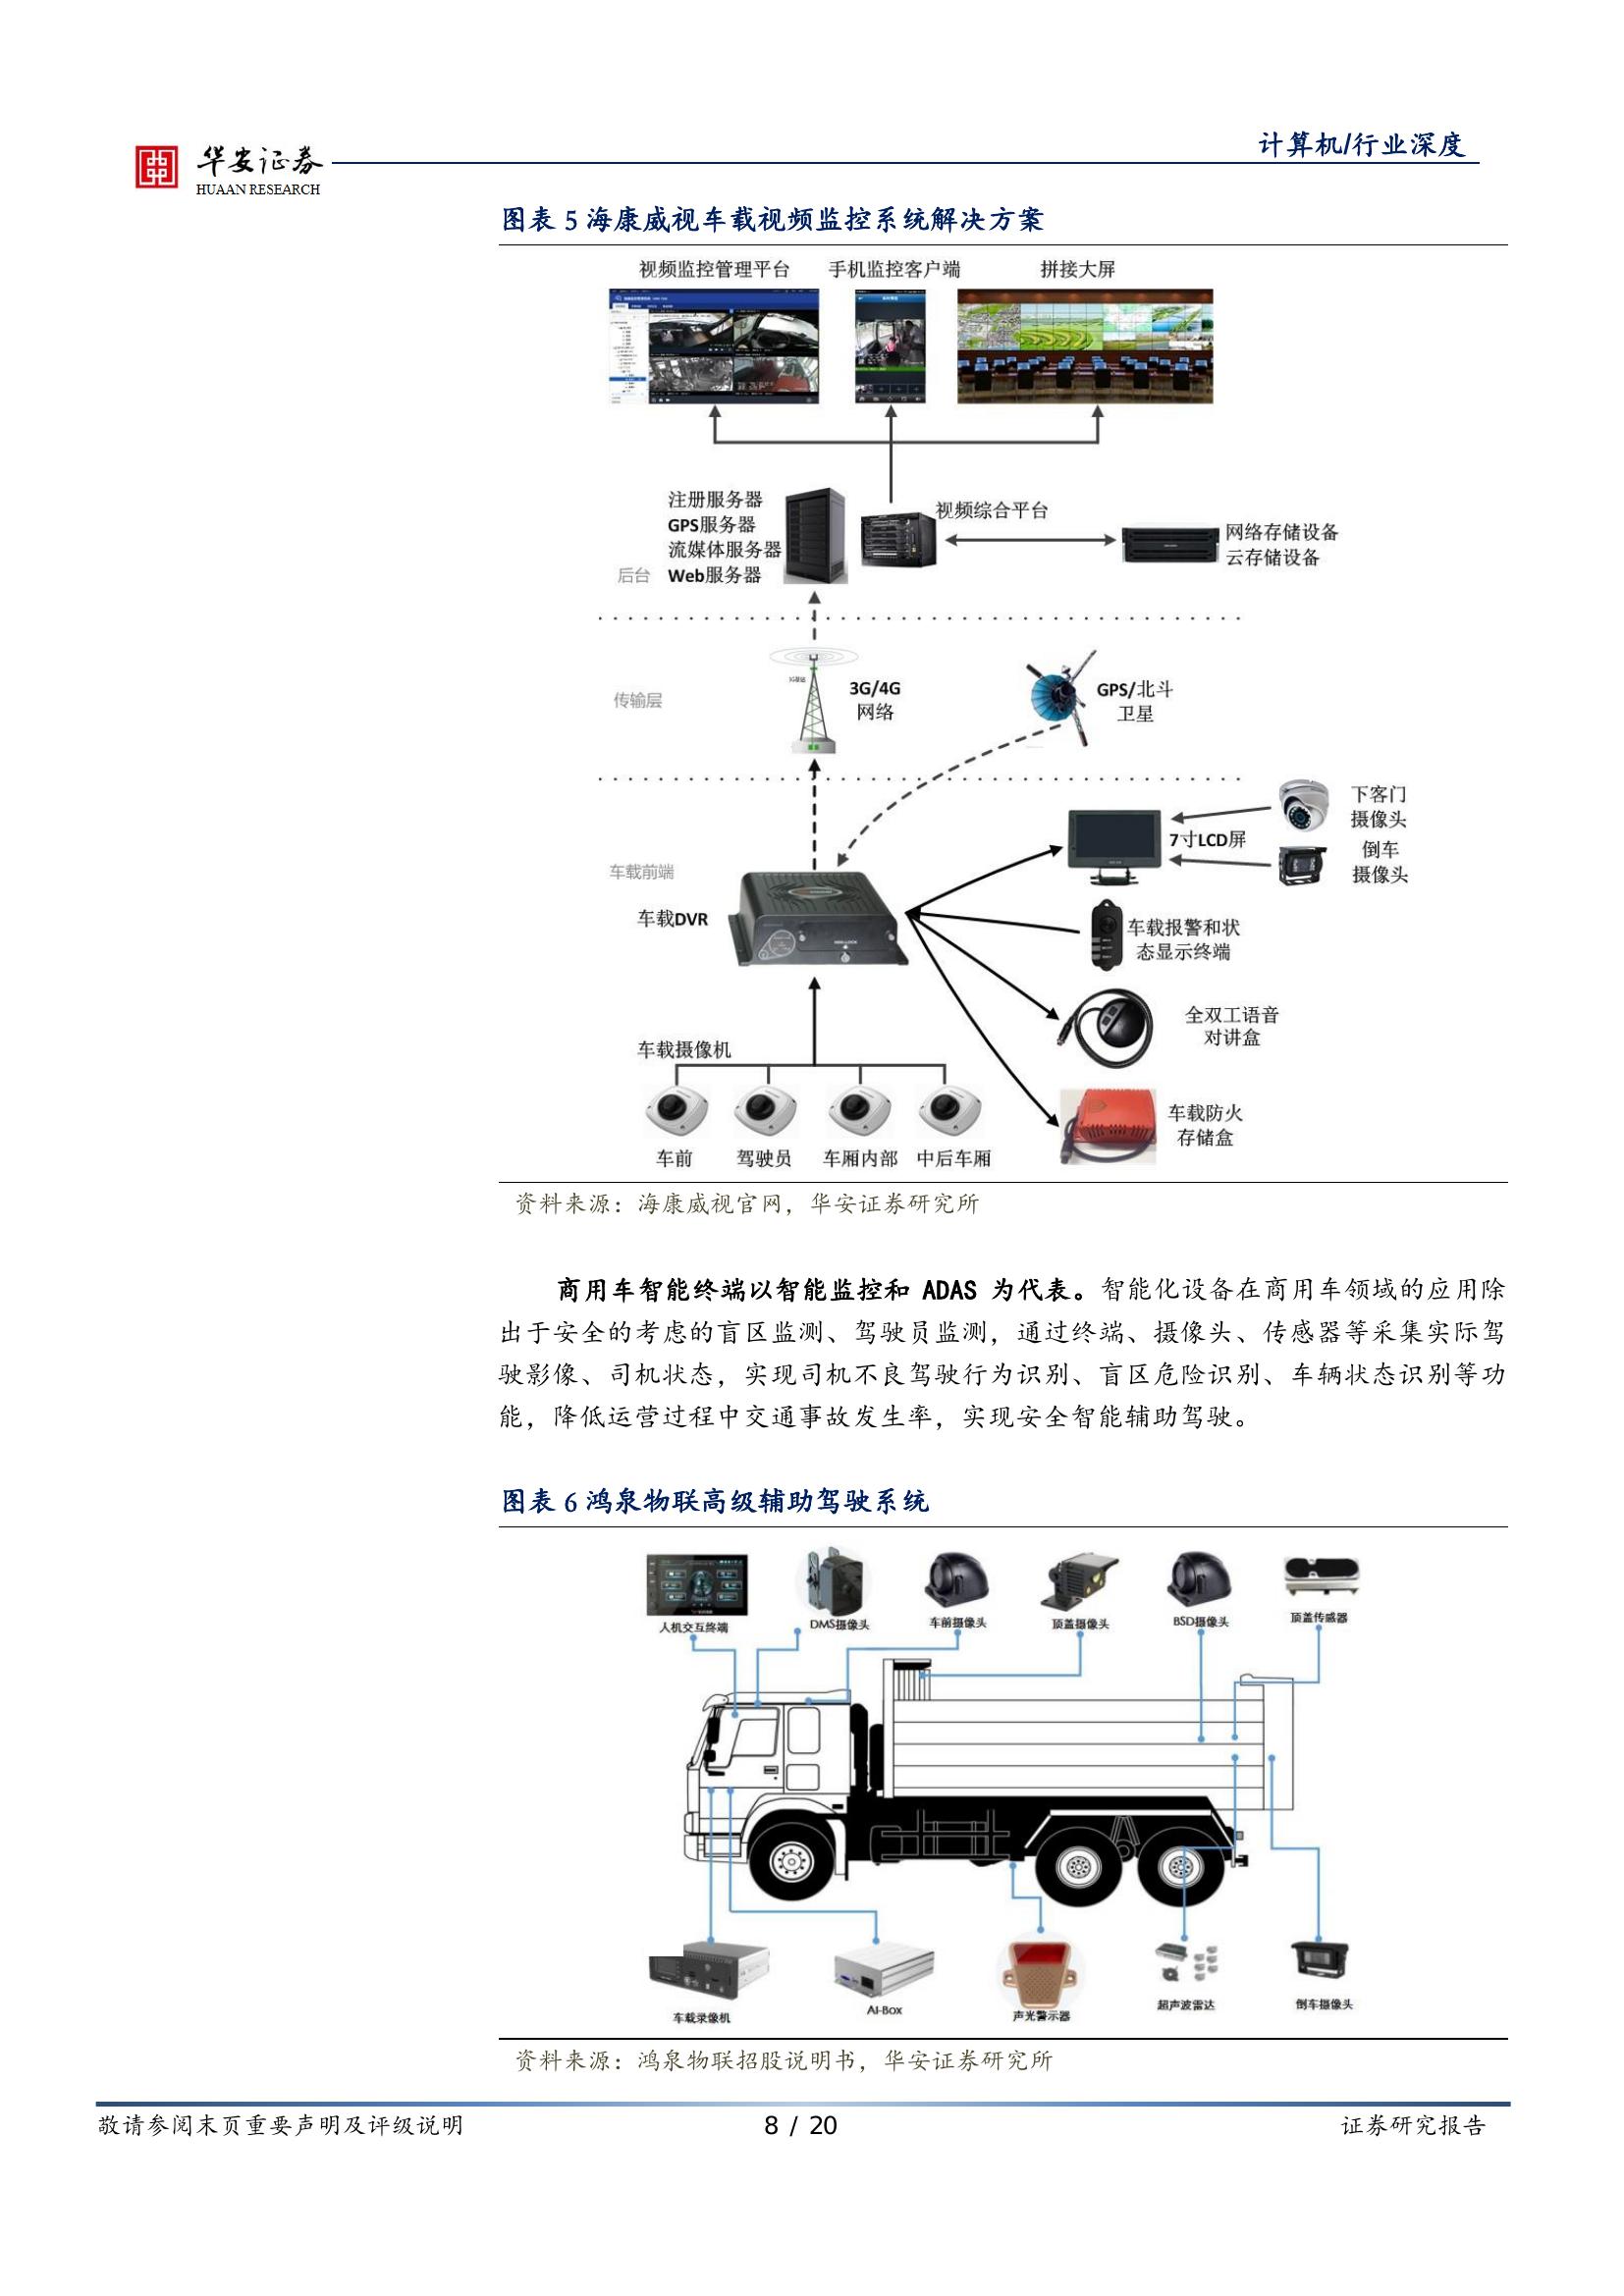 华安证券
HUAAN RESEARCH
计算机/行业深度
图表 5 海康威视车载视频监控系统解决方案
视频监控管理平台
手机监控客户端
拼接大屏
注册服务器
GPS服务器
流媒体服务器
后台
Web服务器
视频综合平台
网络存储设备
云存储设备
传输层
3G/4G
网络
GPS/北斗
卫星
车载前端
车载DVR
7寸LCD屏
下客门
摄像头
倒车
摄像头
车载报警和状
态显示终端
全双工语音
对讲盒
车载防火
存储盒
车载摄像机
车前
驾驶员
车厢内部
中后车厢
资料来源：海康威视官网，华安证券研究所
商用车智能终端以智能监控和 ADAS 为代表。智能化设备在商用车领域的应用除
出于安全的考虑的盲区监测、驾驶员监测，通过终端、摄像头、传感器等采集实际驾
驶影像、司机状态，实现司机不良驾驶行为识别、盲区危险识别、车辆状态识别等功
能，降低运营过程中交通事故发生率，实现安全智能辅助驾驶。
图表 6 鸿泉物联高级辅助驾驶系统
人机交互终端
DMS摄像头
车前摄像头
顶盖摄像头
BSD摄像头
顶盖传感器
车载录像机
AI-Box
声光警示器
超声波雷达
倒车摄像头
资料来源：鸿泉物联招股说明书，华安证券研究所
敬请参阅末页重要声明及评级说明
8 / 20
证券研究报告